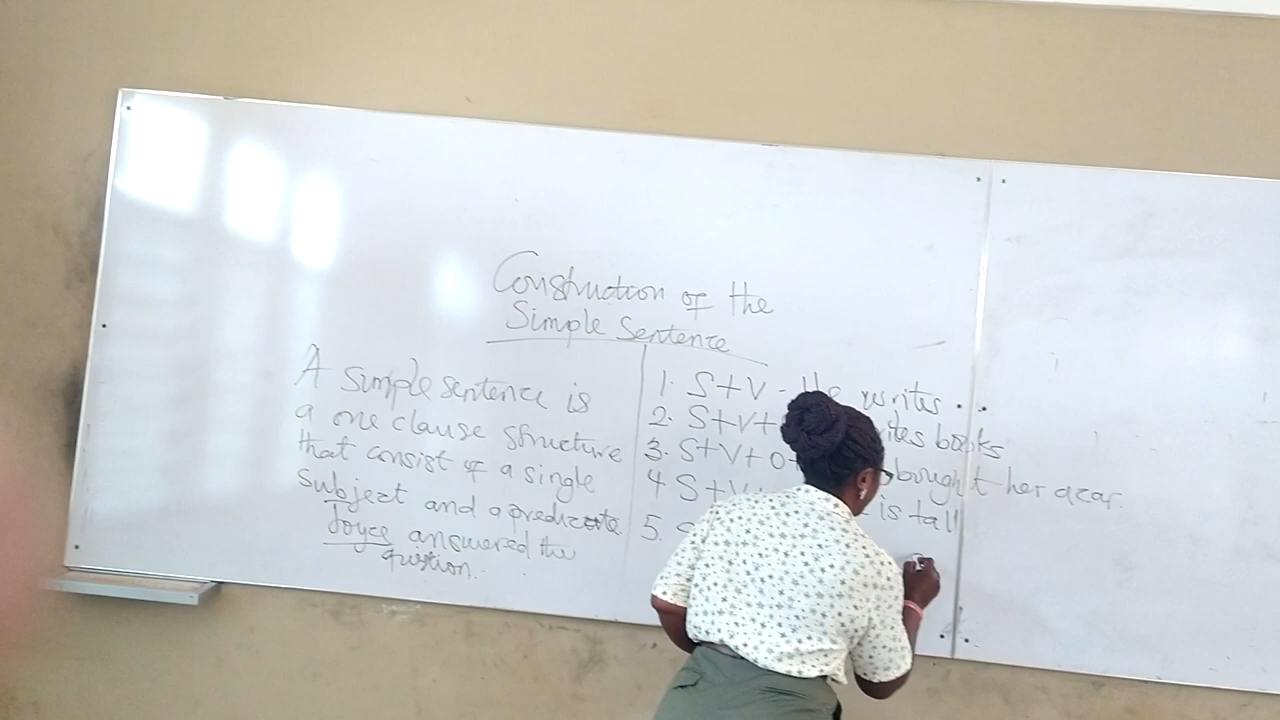 Construction of the
Simple Sentence
A simple sentence is
a one clause structure
that consist of a single
subject and a predicate.
Joyce answered the
question.
1. S+V - He writes.
2. S+V+ writes books
3. S+V+O+ bought her a car.
4 S+V is tall
5.